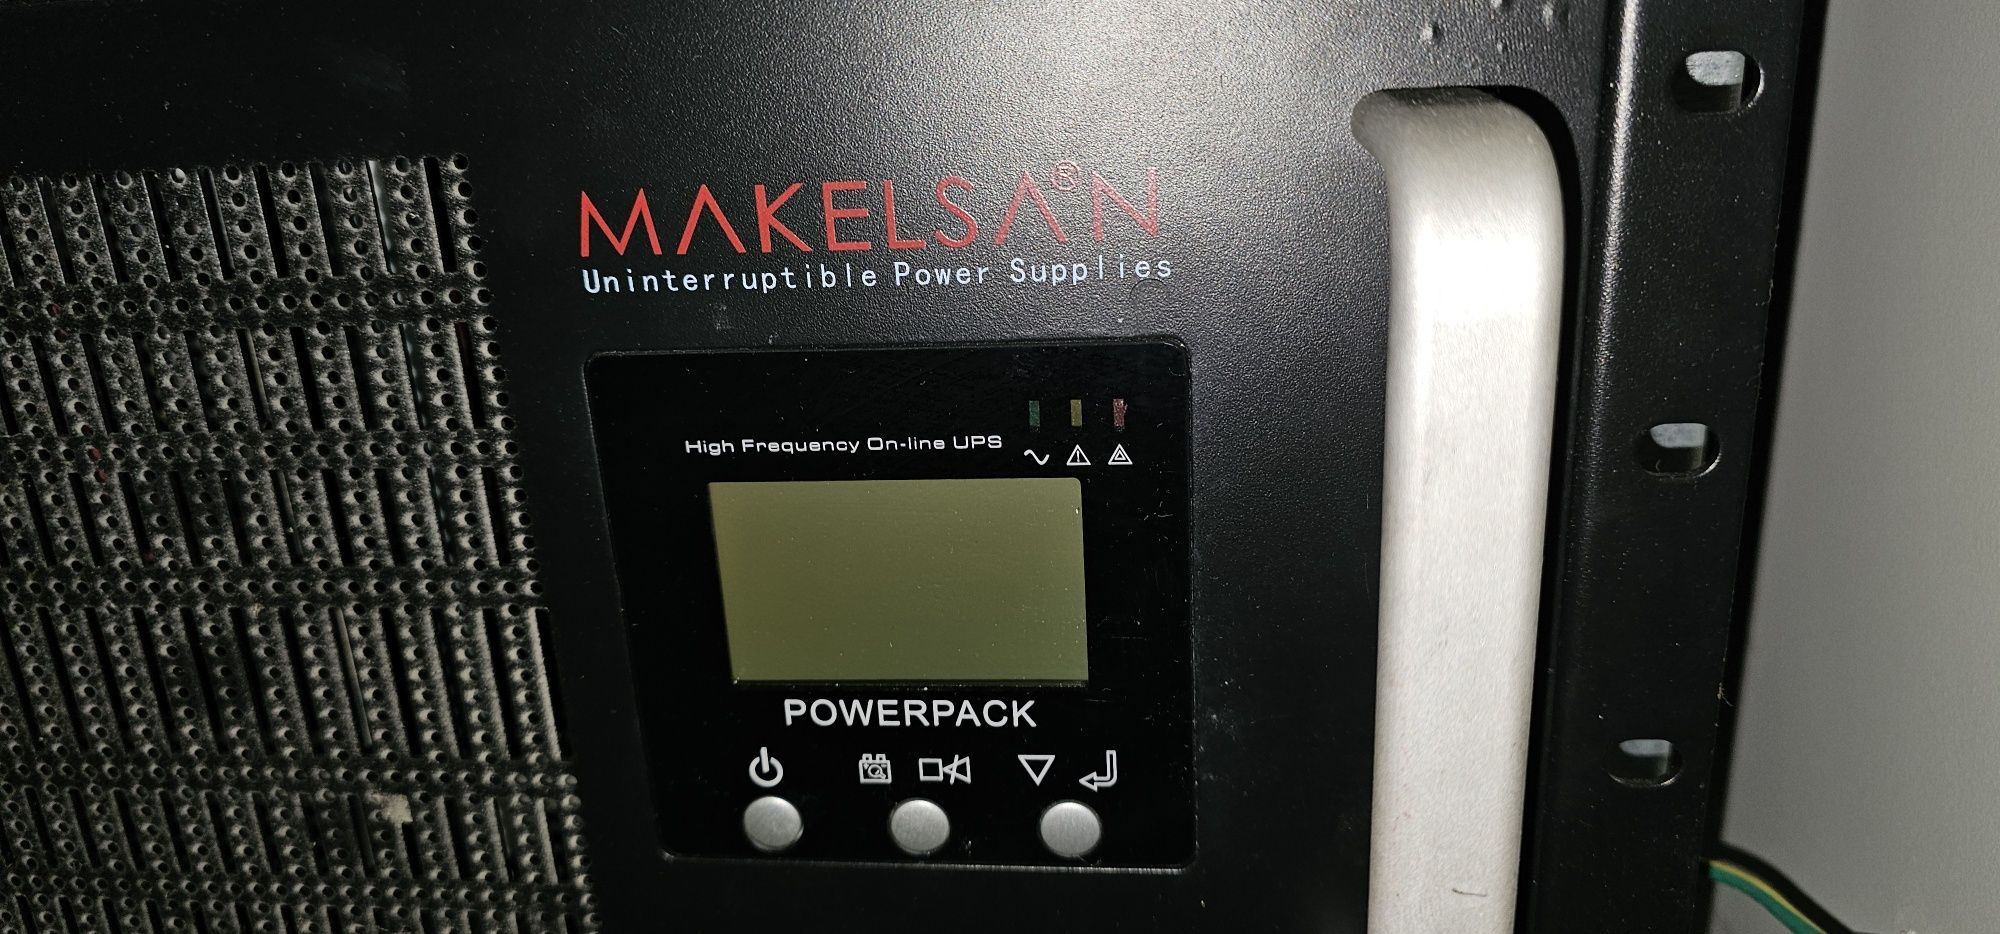 MAKELSAN®
Uninterruptible Power Supplies
High Frequency On-line UPS
POWERPACK